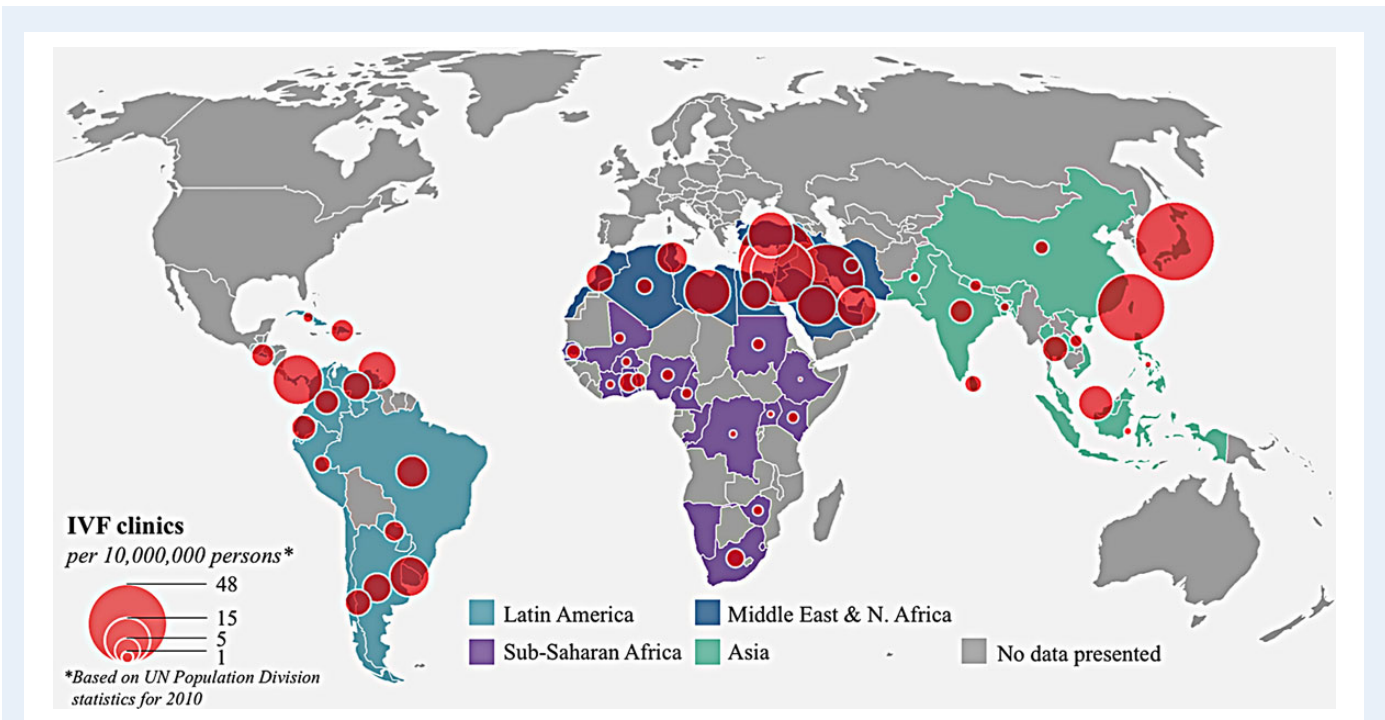 IVF clinics
per 10,000,000 persons*
48
15
5
1
*Based on UN Population Division
statistics for 2010
Latin America
Middle East & N. Africa
Sub-Saharan Africa
Asia
No data presented